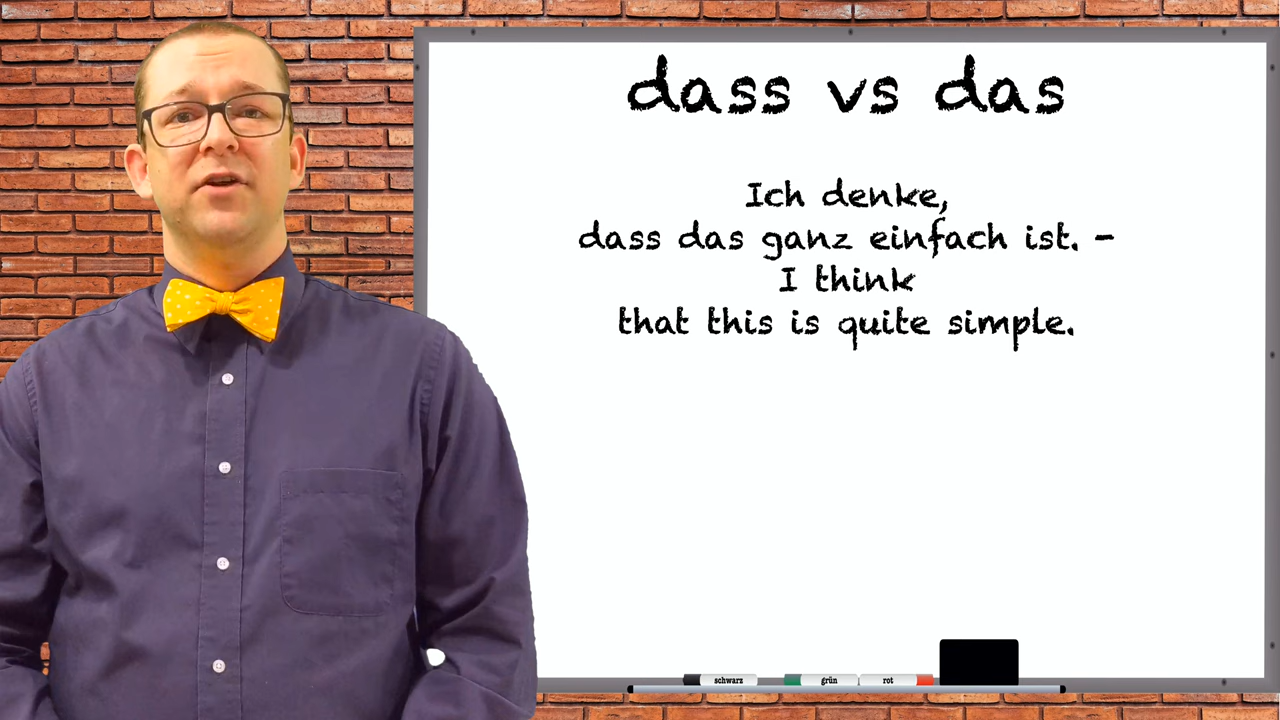 dass vs das
Ich denke,
dass das ganz einfach ist. –
I think
that this is quite simple.
schwarz
grün
rot